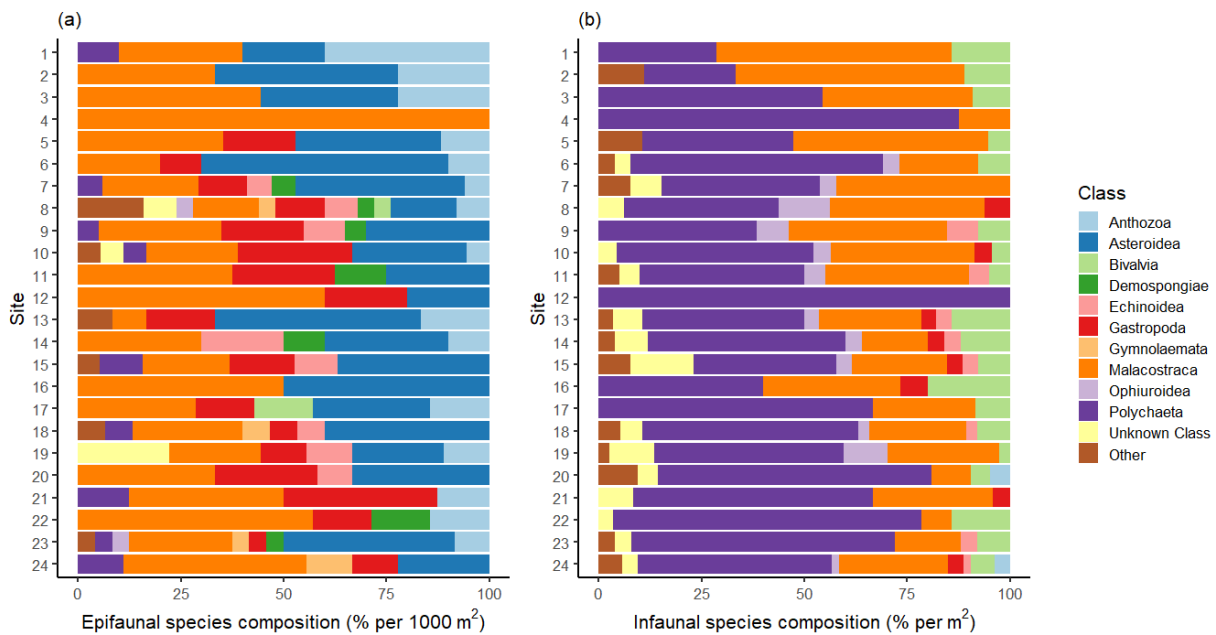 (a)
(b)
Site
1
2
3
4
5
6
7
8
9
10
11
12
13
14
15
16
17
18
19
20
21
22
23
24
0 25 50 75 100
Epifaunal species composition (% per 1000 m²)
Site
1
2
3
4
5
6
7
8
9
10
11
12
13
14
15
16
17
18
19
20
21
22
23
24
0 25 50 75 100
Infaunal species composition (% per m²)
Class
Anthozoa
Asteroidea
Bivalvia
Demospongiae
Echinoidea
Gastropoda
Gymnolaemata
Malacostraca
Ophiuroidea
Polychaeta
Unknown Class
Other